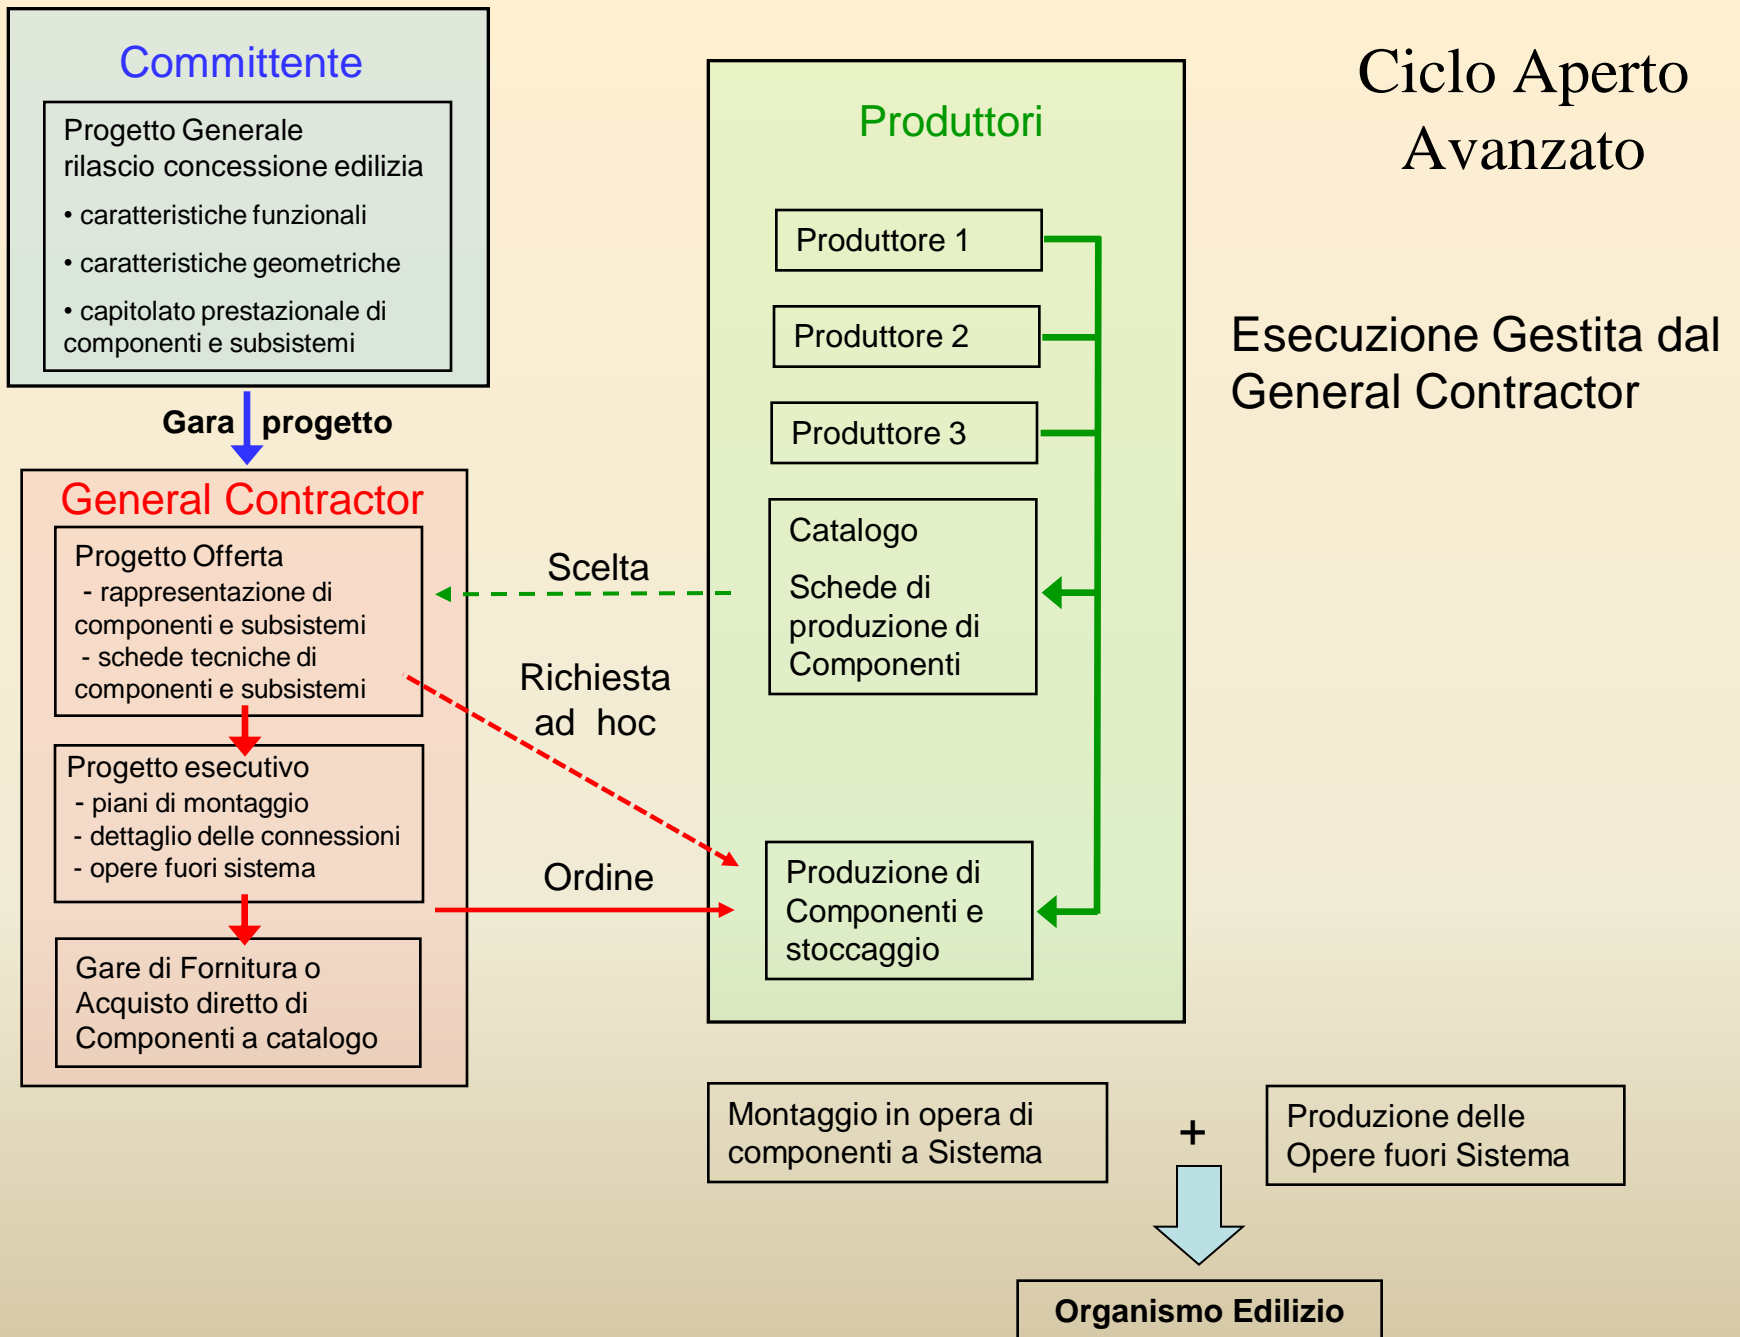 Ciclo Aperto
Avanzato
Esecuzione Gestita dal
General Contractor
Committente
Progetto Generale
rilascio concessione edilizia
• caratteristiche funzionali
• caratteristiche geometriche
• capitolato prestazionale di
componenti e subsistemi
Gara progetto
General Contractor
Progetto Offerta
- rappresentazione di
componenti e subsistemi
- schede tecniche di
componenti e subsistemi
Progetto esecutivo
- piani di montaggio
- dettaglio delle connessioni
- opere fuori sistema
Gare di Fornitura o
Acquisto diretto di
Componenti a catalogo
Scelta
Richiesta
ad hoc
Ordine
Produttori
Produttore 1
Produttore 2
Produttore 3
Catalogo
Schede di
produzione di
Componenti
Produzione di
Componenti e
stoccaggio
Montaggio in opera di
componenti a Sistema
+
Produzione delle
Opere fuori Sistema
Organismo Edilizio